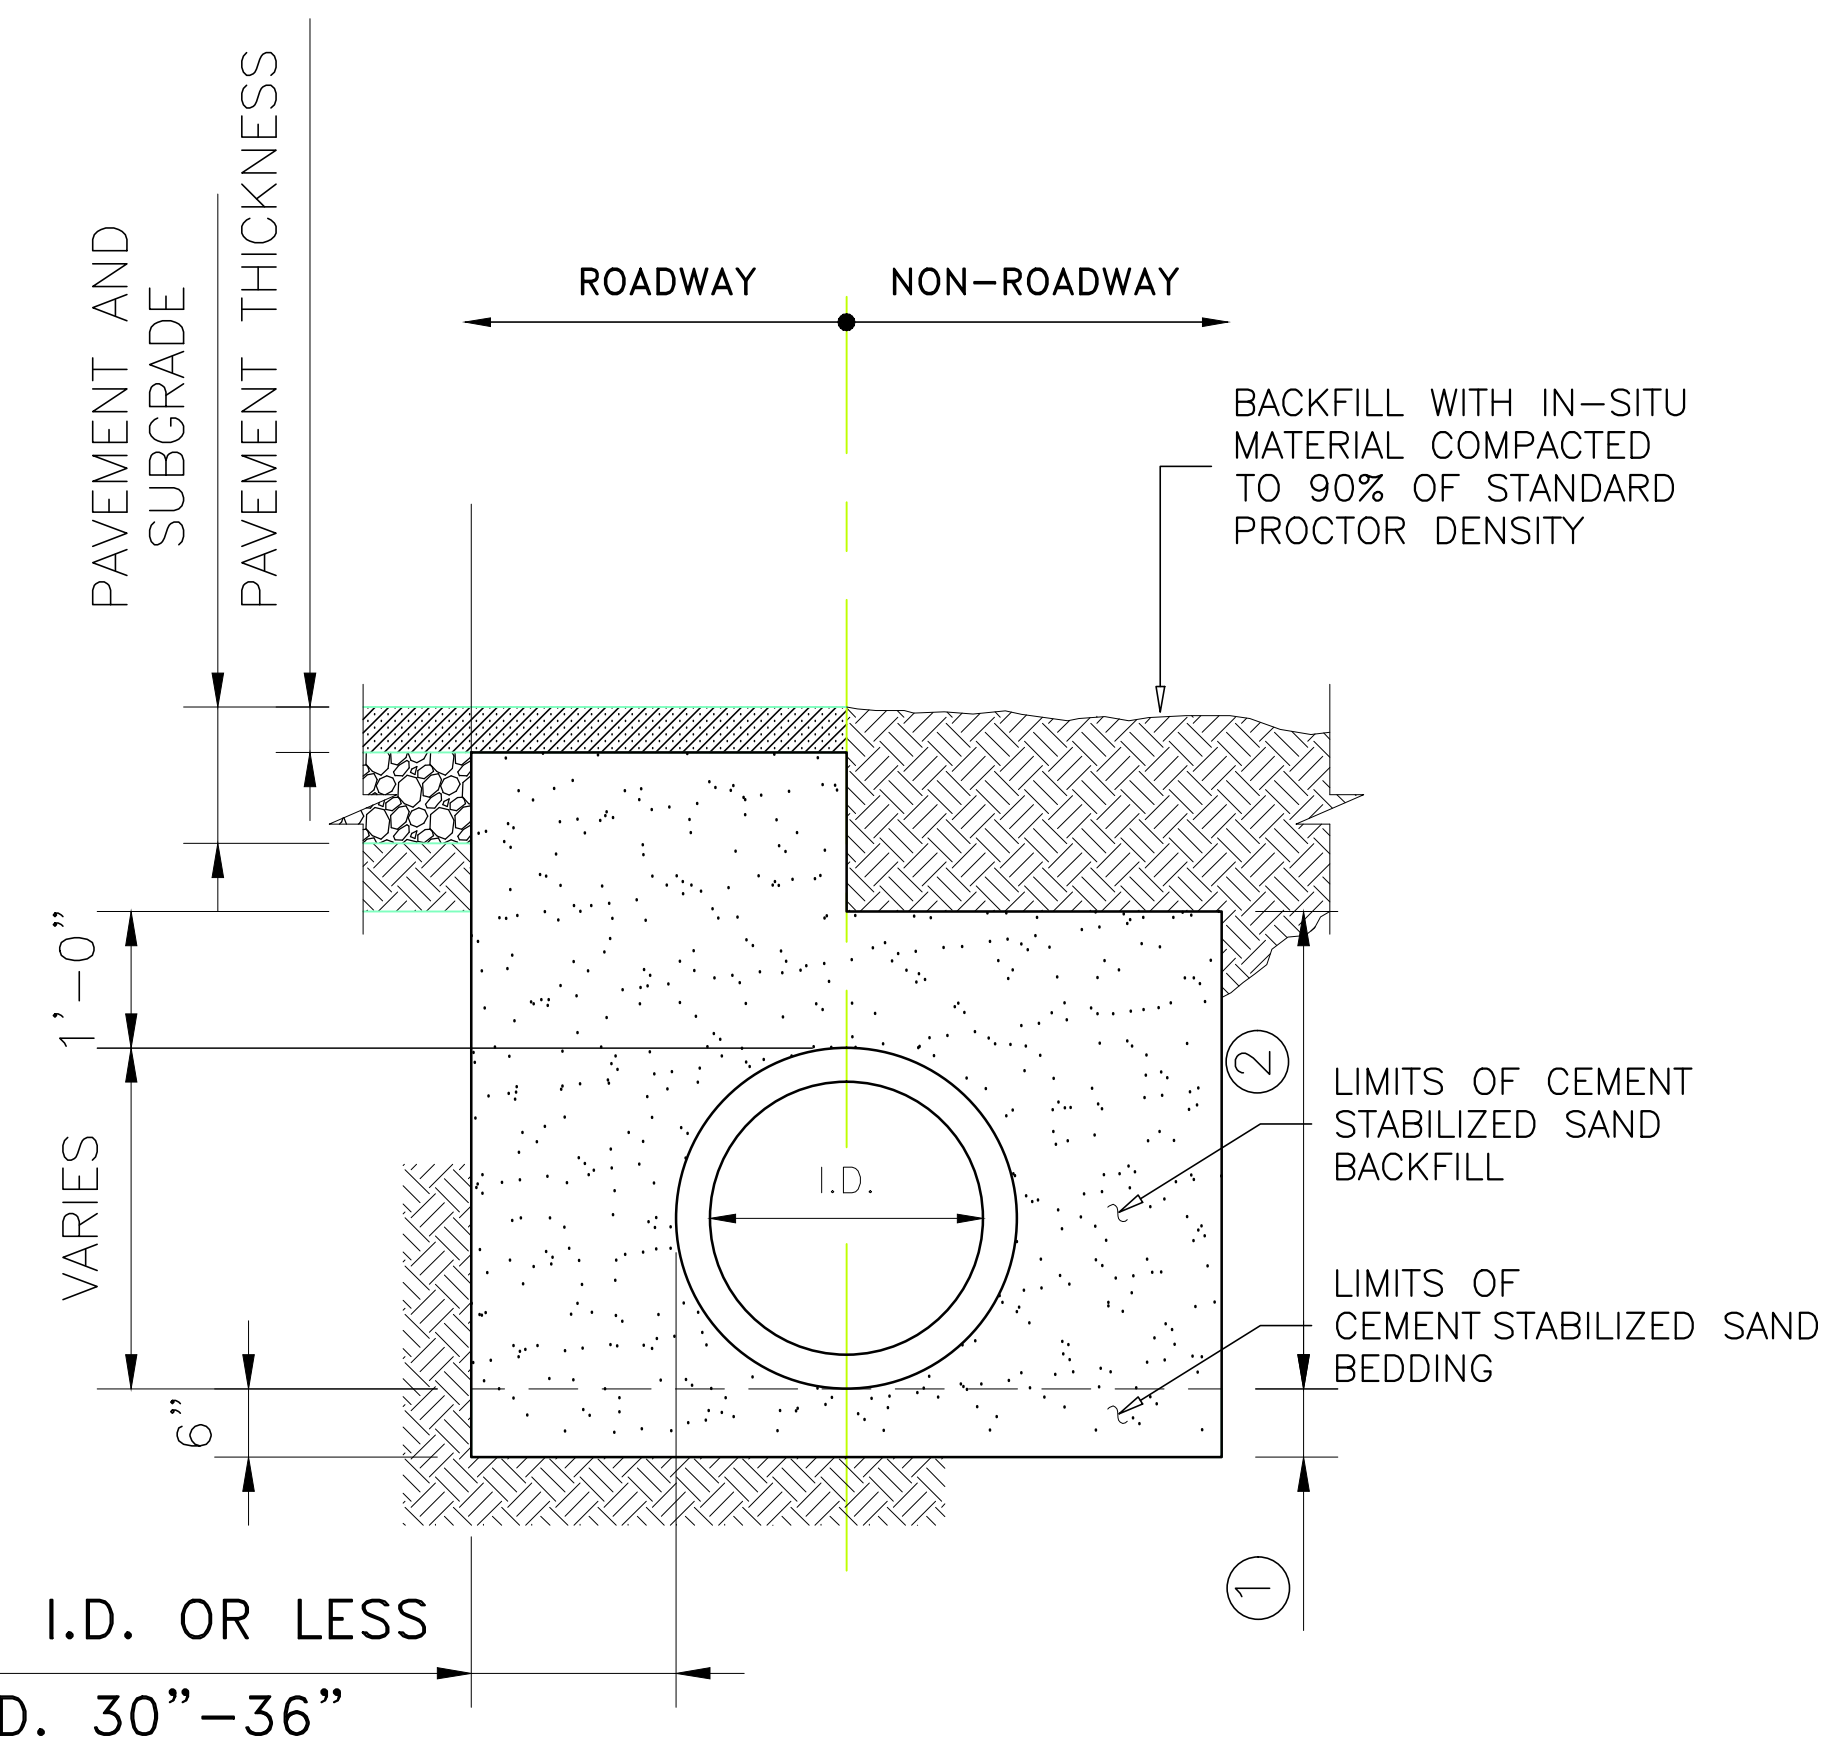 PAVEMENT AND
SUBGRADE
PAVEMENT THICKNESS
ROADWAY
NON-ROADWAY
BACKFILL WITH IN-SITU
MATERIAL COMPACTED
TO 90% OF STANDARD
PROCTOR DENSITY
1'-0"
VARIES
6"
I.D.
2
LIMITS OF CEMENT
STABILIZED SAND
BACKFILL
LIMITS OF
CEMENT STABILIZED SAND
BEDDING
1
I.D. OR LESS
D. 30"-36"